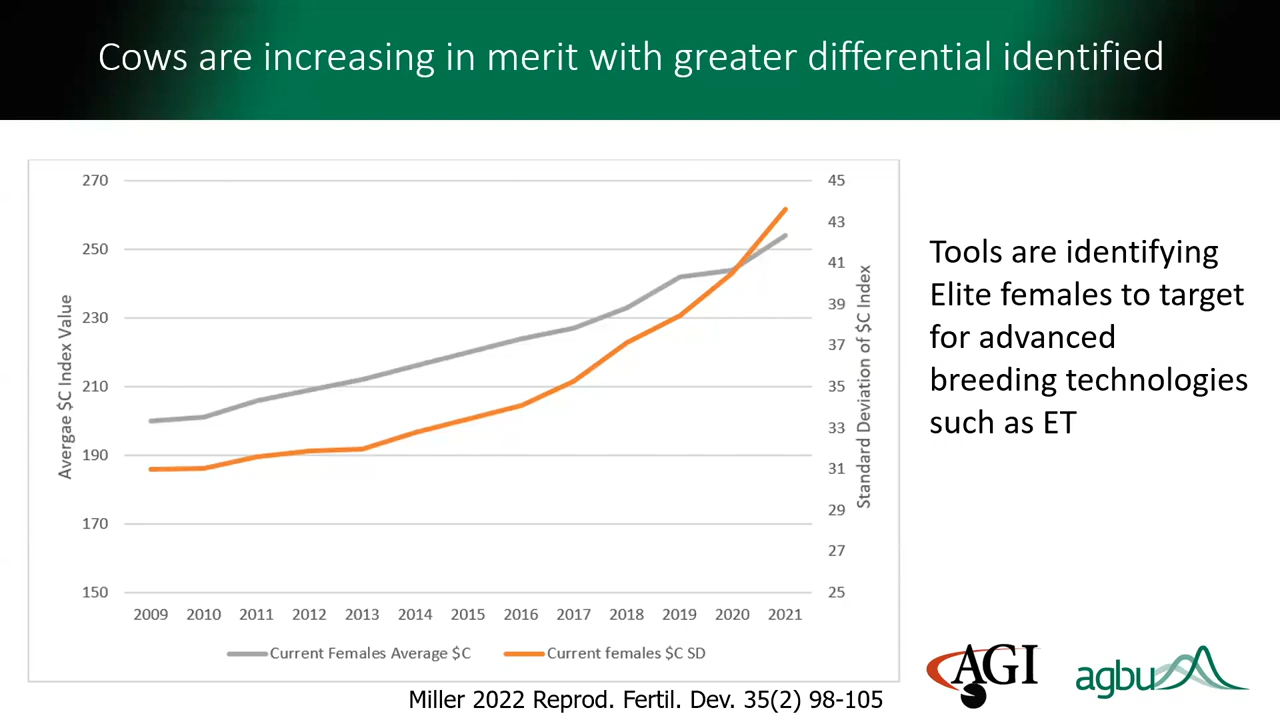 Cows are increasing in merit with greater differential identified
270
250
230
210
190
170
150
Avergae $C Index Value
45
43
41
39
37
35
33
31
29
27
25
Standard Deviation of $C Index
2009 2010 2011 2012 2013 2014 2015 2016 2017 2018 2019 2020 2021
Current Females Average $C Current females $C SD
Tools are identifying
Elite females to target
for advanced
breeding technologies
such as ET
Miller 2022 Reprod. Fertil. Dev. 35(2) 98-105
AGI
agbu